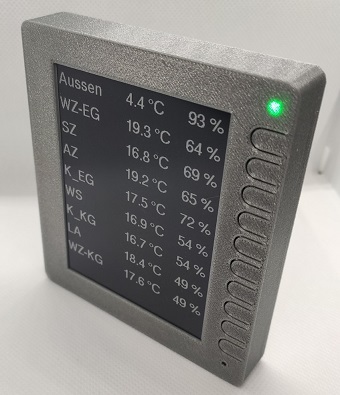 Aussen 4.4 °C 93 %
WZ-EG 19.3 °C 64 %
SZ 16.8 °C 69 %
AZ 19.2 °C 65 %
K_EG 17.5 °C 72 %
WS 16.9 °C 54 %
K_KG 16.7 °C 54 %
LA 18.4 °C 49 %
WZ-KG 17.6 °C 49 %